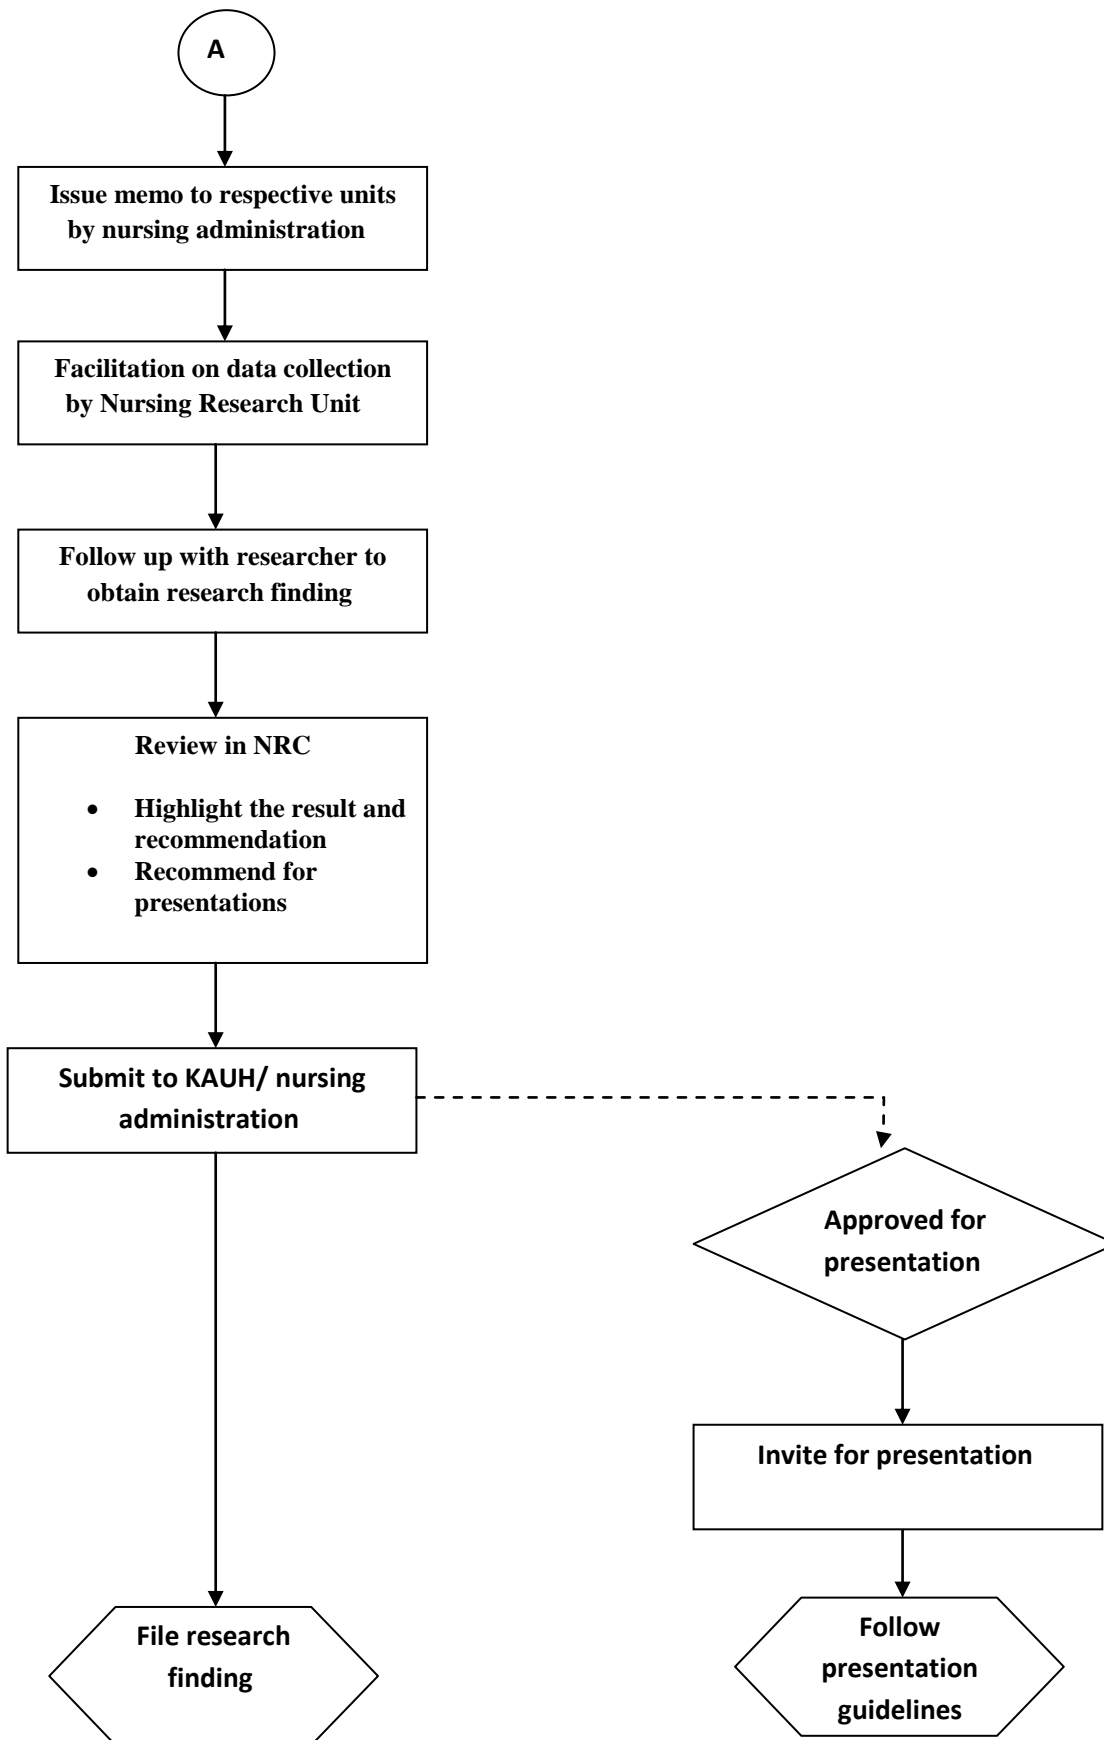 A
Issue memo to respective units
by nursing administration
Facilitation on data collection
by Nursing Research Unit
Follow up with researcher to
obtain research finding
Review in NRC
• Highlight the result and
recommendation
• Recommend for
presentations
Submit to KAUH/ nursing
administration
Approved for
presentation
Invite for presentation
File research
finding
Follow
presentation
guidelines